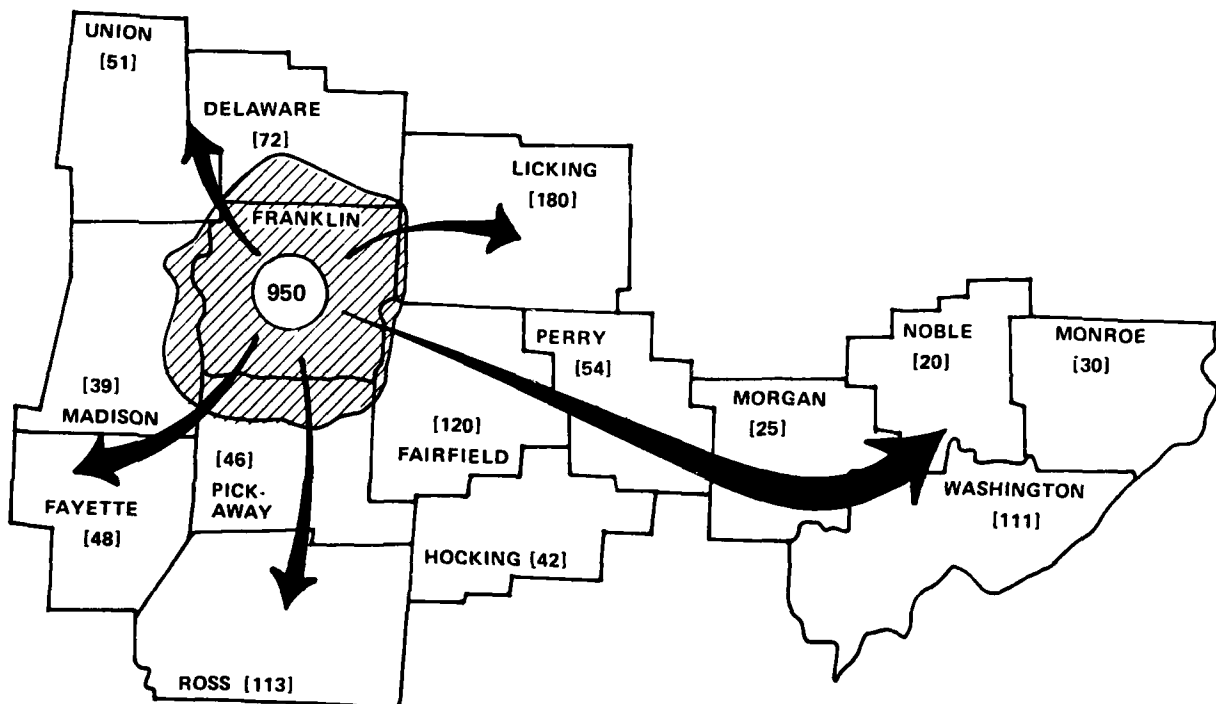 UNION
[51]
DELAWARE
[72]
LICKING
[180]
FRANKLIN
950
PERRY
[54]
NOBLE
[20]
MONROE
[30]
[39]
MADISON
MORGAN
[25]
[120]
FAIRFIELD
[46]
PICK-
AWAY
FAYETTE
[48]
WASHINGTON
[111]
HOCKING [42]
ROSS [113]